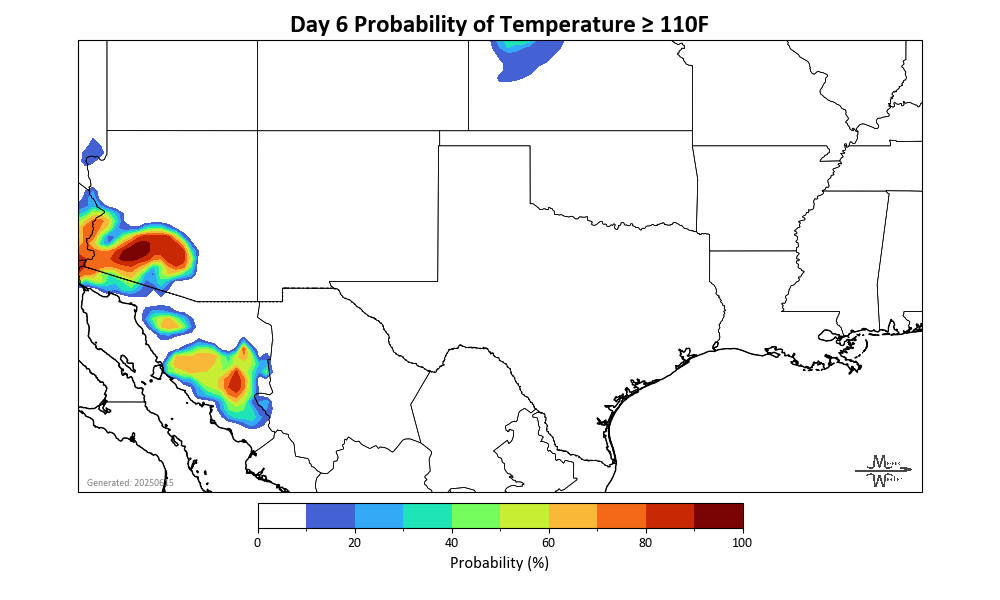 Day 6 Probability of Temperature ≥ 110F
Generated: 20250615
0 20 40 60 80 100
Probability (%)